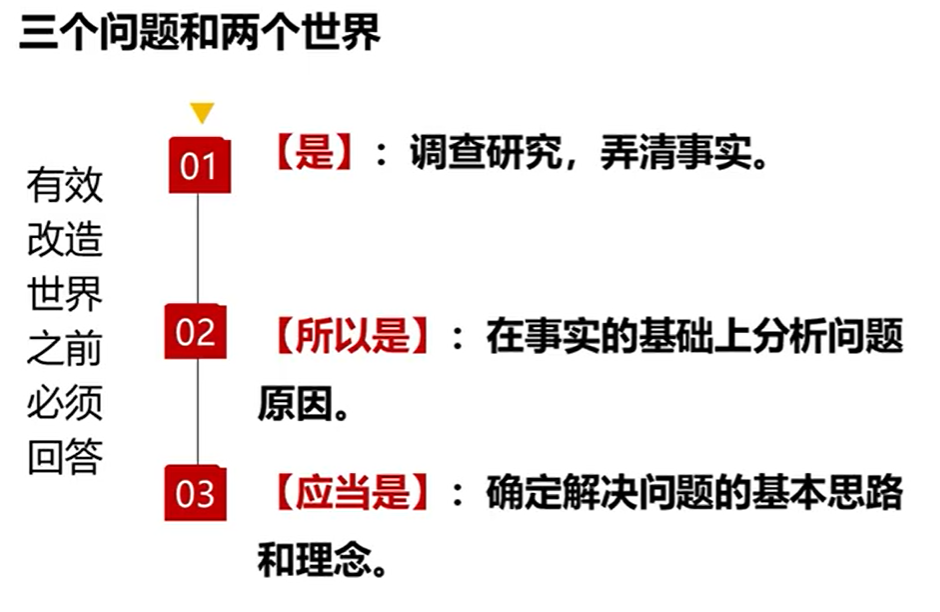 三个问题和两个世界
有效
改造
世界
之前
必须
回答
01
【是】：调查研究，弄清事实。
02
【所以是】：在事实的基础上分析问题
原因。
03
【应当是】：确定解决问题的基本思路
和理念。